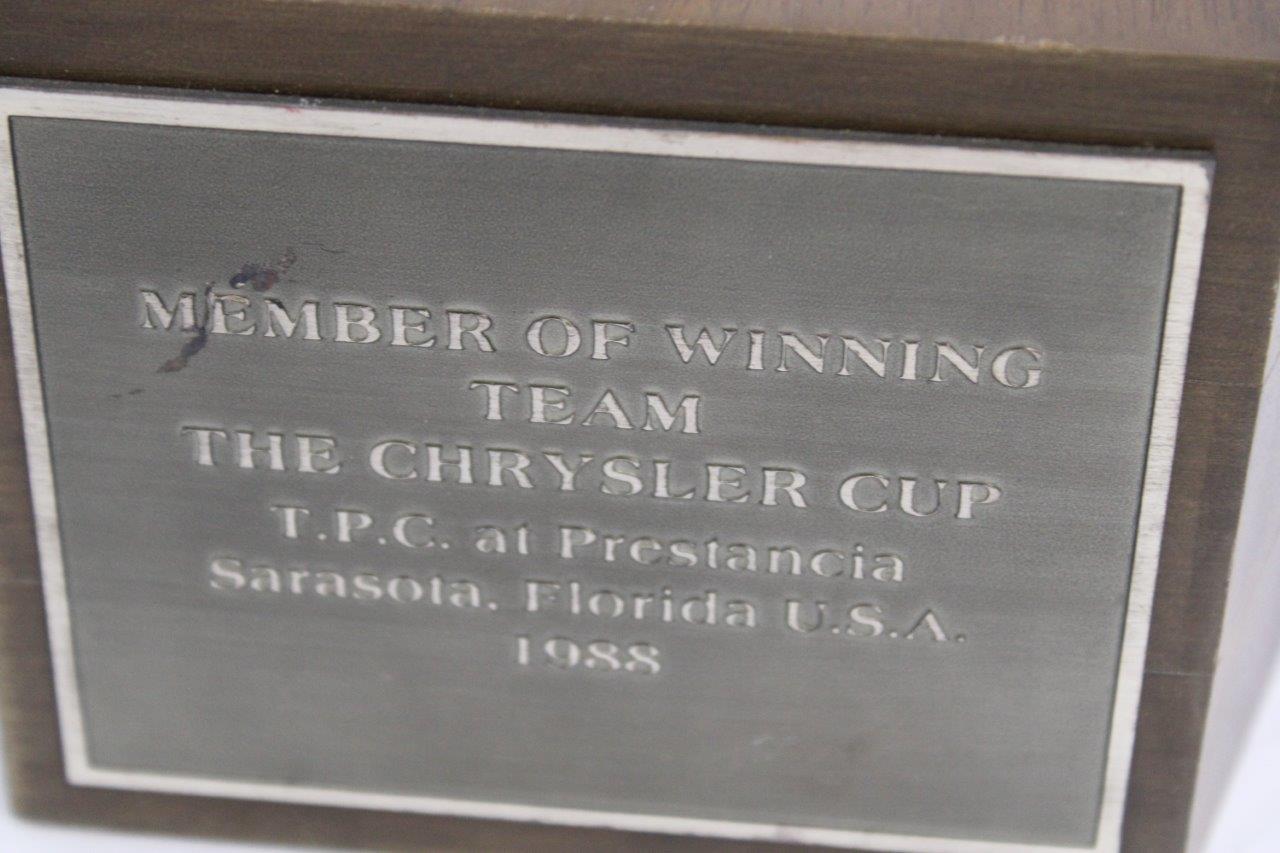 MEMBER OF WINNING
TEAM
THE CHRYSLER CUP
T.P.C. at Prestancia
Sarasota, Florida U.S.A.
1988